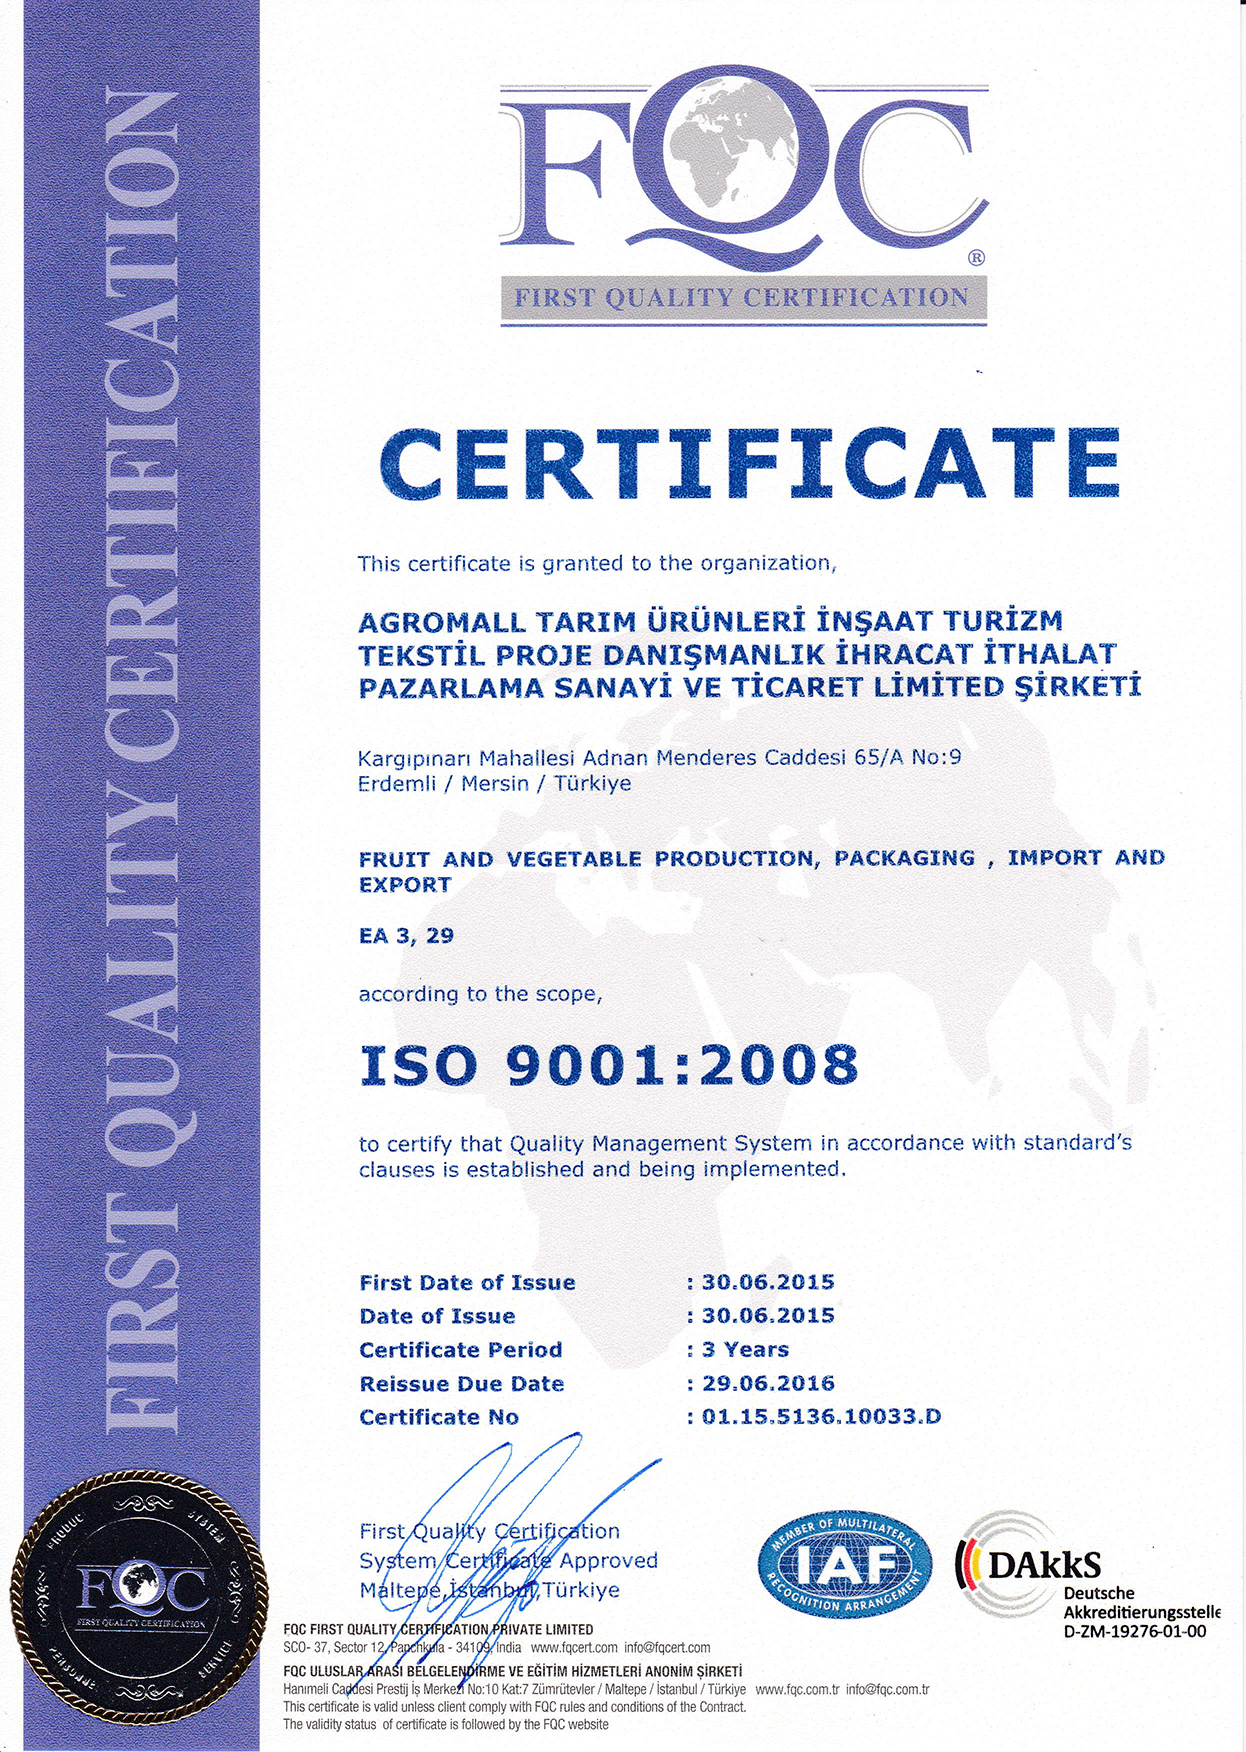 FIRST QUALITY CERTIFICATION
FQC
®
FIRST QUALITY CERTIFICATION
CERTIFICATE
This certificate is granted to the organization,
AGROMALL TARIM ÜRÜNLERİ İNŞAAT TURİZM
TEKSTİL PROJE DANIŞMANLIK İHRACAT İTHALAT
PAZARLAMA SANAYİ VE TİCARET LİMİTED ŞİRKETİ
Kargıpınarı Mahallesi Adnan Menderes Caddesi 65/A No:9
Erdemli / Mersin / Türkiye
FRUIT AND VEGETABLE PRODUCTION, PACKAGING , IMPORT AND
EXPORT
EA 3, 29
according to the scope,
ISO 9001:2008
to certify that Quality Management System in accordance with standard's
clauses is established and being implemented.
First Date of Issue : 30.06.2015
Date of Issue : 30.06.2015
Certificate Period : 3 Years
Reissue Due Date : 29.06.2016
Certificate No : 01.15.5136.10033.D
First Quality Certification
System Certificate Approved
Maltepe,İstanbul,Türkiye
PRODUC SYSTEM
FQC
FIRST QUALITY CERTIFICATION
PERSONNE SERVICE
MEMBER OF MULTILATERAL
IAF
RECOGNITION ARRANGEMENT
DAkkS
Deutsche
Akkreditierungsstelle
D-ZM-19276-01-00
FQC FIRST QUALITY CERTIFICATION PRIVATE LIMITED
SCO- 37, Sector 12, Panchkula - 34109, India www.fqcert.com info@fqcert.com
FQC ULUSLAR ARASI BELGELENDİRME VE EĞİTİM HİZMETLERİ ANONİM ŞİRKETİ
Hanımeli Caddesi Prestij İş Merkezi No:10 Kat:7 Zümrütevler / Maltepe / İstanbul / Türkiye www.fqc.com.tr info@fqc.com.tr
This certificate is valid unless client comply with FQC rules and conditions of the Contract.
The validity status of certificate is followed by the FQC website